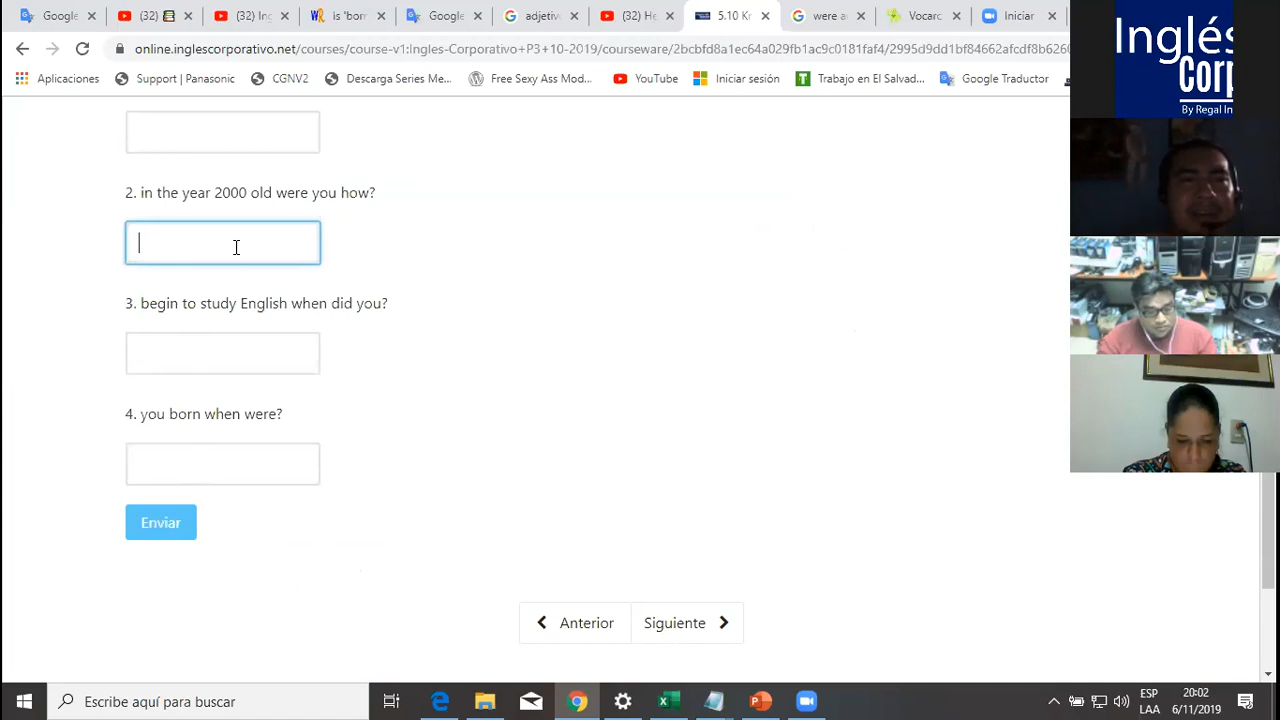 Google
(32)
(32) Ing
is 'bor
Google
adjetiv
(32) He
5.10 Kr
were o
Vocaro
Iniciar
online.inglescorporativo.net/courses/course-v1:Ingles-Corporativo+P3+10-2019/courseware/2bcbfd8a1ec64a029fb1ac9c0181faf4/2995d9dd1bf84662afcdf8b6260
Aplicaciones
Support | Panasonic
CGNV2
Descarga Series Me...
Free Sexy Ass Mod...
YouTube
Iniciar sesión
Trabajo en El Salvad...
Google Traductor
Inglés
Corp
By Regal In
2. in the year 2000 old were you how?
3. begin to study English when did you?
4. you born when were?
Enviar
Anterior
Siguiente
Escribe aquí para buscar
ESP
LAA
20:02
6/11/2019